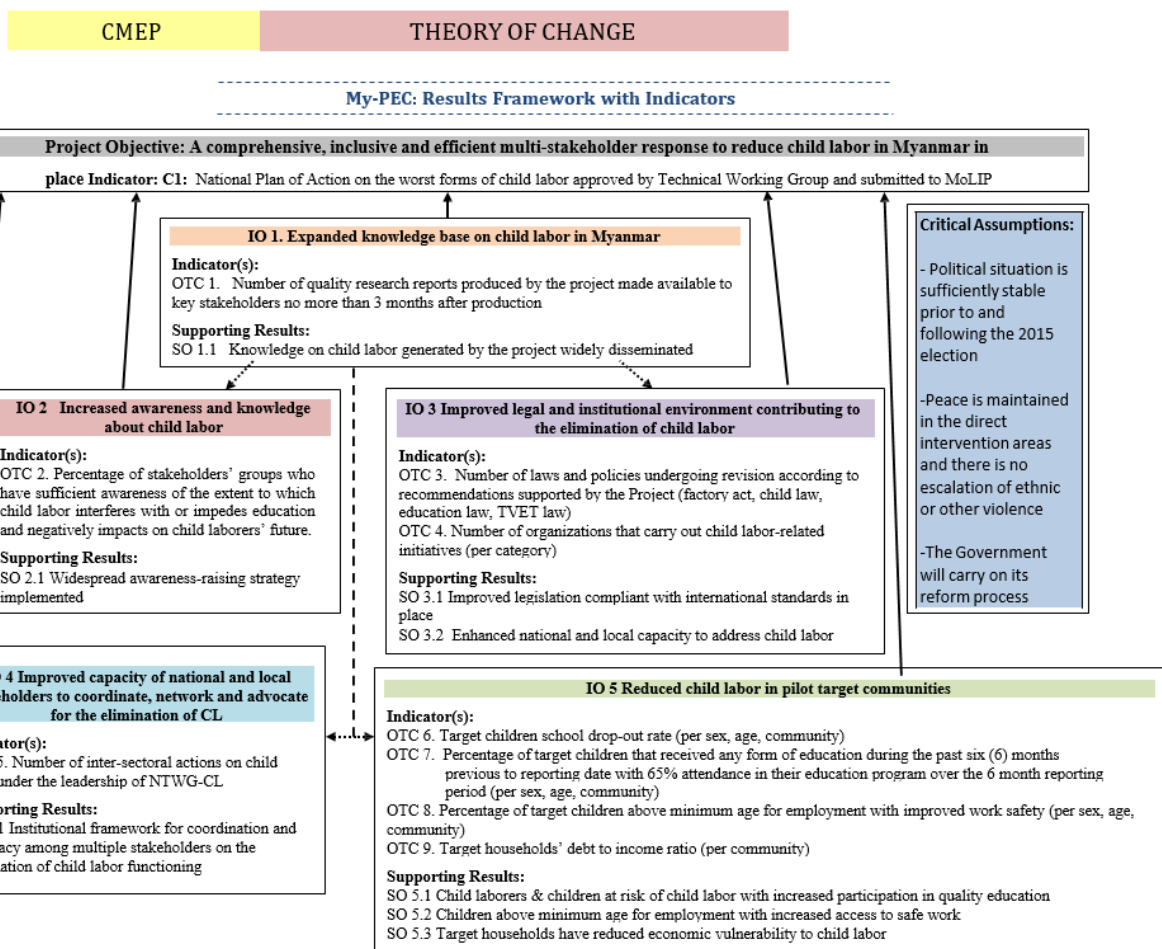 CMEP
THEORY OF CHANGE
My-PEC: Results Framework with Indicators
Project Objective: A comprehensive, inclusive and efficient multi-stakeholder response to reduce child labor in Myanmar in
place Indicator: C1: National Plan of Action on the worst forms of child labor approved by Technical Working Group and submitted to MoLIP
IO 1. Expanded knowledge base on child labor in Myanmar
Indicator(s):
OTC 1. Number of quality research reports produced by the project made available to
key stakeholders no more than 3 months after production
Supporting Results:
SO 1.1 Knowledge on child labor generated by the project widely disseminated
Critical Assumptions:
- Political situation is
sufficiently stable
prior to and
following the 2015
election
-Peace is maintained
in the direct
intervention areas
and there is no
escalation of ethnic
or other violence
-The Government
will carry on its
reform process
IO 2 Increased awareness and knowledge
about child labor
Indicator(s):
OTC 2. Percentage of stakeholders' groups who
have sufficient awareness of the extent to which
child labor interferes with or impedes education
and negatively impacts on child laborers' future.
Supporting Results:
SO 2.1 Widespread awareness-raising strategy
implemented
IO 3 Improved legal and institutional environment contributing to
the elimination of child labor
Indicator(s):
OTC 3. Number of laws and policies undergoing revision according to
recommendations supported by the Project (factory act, child law,
education law, TVET law)
OTC 4. Number of organizations that carry out child labor-related
initiatives (per category)
Supporting Results:
SO 3.1 Improved legislation compliant with international standards in
place
SO 3.2 Enhanced national and local capacity to address child labor
4 Improved capacity of national and local
eholders to coordinate, network and advocate
for the elimination of CL
ator(s):
5. Number of inter-sectoral actions on child
under the leadership of NTWG-CL
orting Results:
1 Institutional framework for coordination and
acy among multiple stakeholders on the
ation of child labor functioning
IO 5 Reduced child labor in pilot target communities
Indicator(s):
OTC 6. Target children school drop-out rate (per sex, age, community)
OTC 7. Percentage of target children that received any form of education during the past six (6) months
previous to reporting date with 65% attendance in their education program over the 6 month reporting
period (per sex, age, community)
OTC 8. Percentage of target children above minimum age for employment with improved work safety (per sex, age,
community)
OTC 9. Target households' debt to income ratio (per community)
Supporting Results:
SO 5.1 Child laborers & children at risk of child labor with increased participation in quality education
SO 5.2 Children above minimum age for employment with increased access to safe work
SO 5.3 Target households have reduced economic vulnerability to child labor